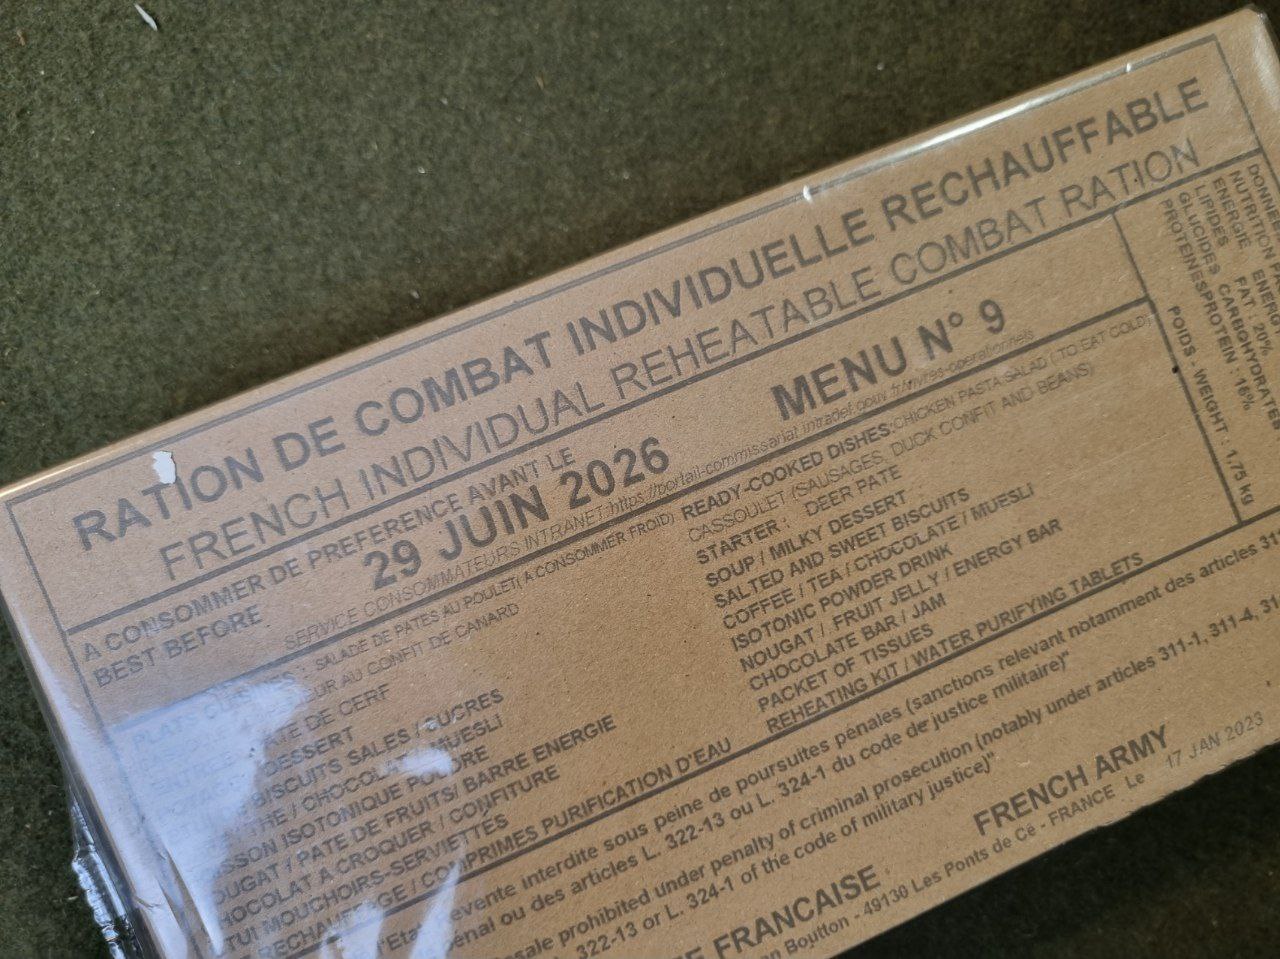 RATION DE COMBAT INDIVIDUELLE RECHAUFFABLE
FRENCH INDIVIDUAL REHEATABLE COMBAT RATION
A CONSOMMER DE PREFERENCE AVANT LE
BEST BEFORE
29 JUIN 2026
MENU N° 9
SERVICE CONSOMMATEURS INTRANET:https://portail-commissariat.intradef.gouv.fr/vivres-operationnels
SALADE DE PATES AU POULET( A CONSOMMER FROID)
AU CONFIT DE CANARD
DE CERF
DESSERT
BISCUITS SALES / SUCRES
THE / CHOCOLAT / MUESLI
ISOTONIQUE POUDRE
NOUGAT / PATE DE FRUITS/ BARRE ENERGIE
CHOCOLAT A CROQUER / CONFITURE
MOUCHOIRS-SERVIETTES
/ COMPRIMES PURIFICATION D'EAU
READY-COOKED DISHES:CHICKEN PASTA SALAD ( TO EAT COLD);
CASSOULET (SAUSAGES, DUCK CONFIT AND BEANS)
STARTER : DEER PATE
SOUP / MILKY DESSERT
SALTED AND SWEET BISCUITS
COFFEE / TEA / CHOCOLATE / MUESLI
ISOTONIC POWDER DRINK
NOUGAT / FRUIT JELLY / ENERGY BAR
CHOCOLATE BAR / JAM
PACKET OF TISSUES
REHEATING KIT / WATER PURIFYING TABLETS
NUTRITION
ENERGIE
LIPIDES FAT : 20%
GLUCIDES CARBOHYDRATES
PROTEINES PROTEIN : 16%
POIDS . WEIGHT : 1,75 kg
interdite sous peine de poursuites pénales (sanctions relevant notamment des articles 311
pénal ou des articles L. 322-13 ou L. 324-1 du code de justice militaire)"
prohibited under penalty of criminal prosecution (notably under articles 311-1, 311-4,
322-13 or L. 324-1 of the code of military justice)"
FRANCAISE
FRENCH ARMY
Boutton - 49130 Les Ponts de Cé - FRANCE Le 17 JAN 2023